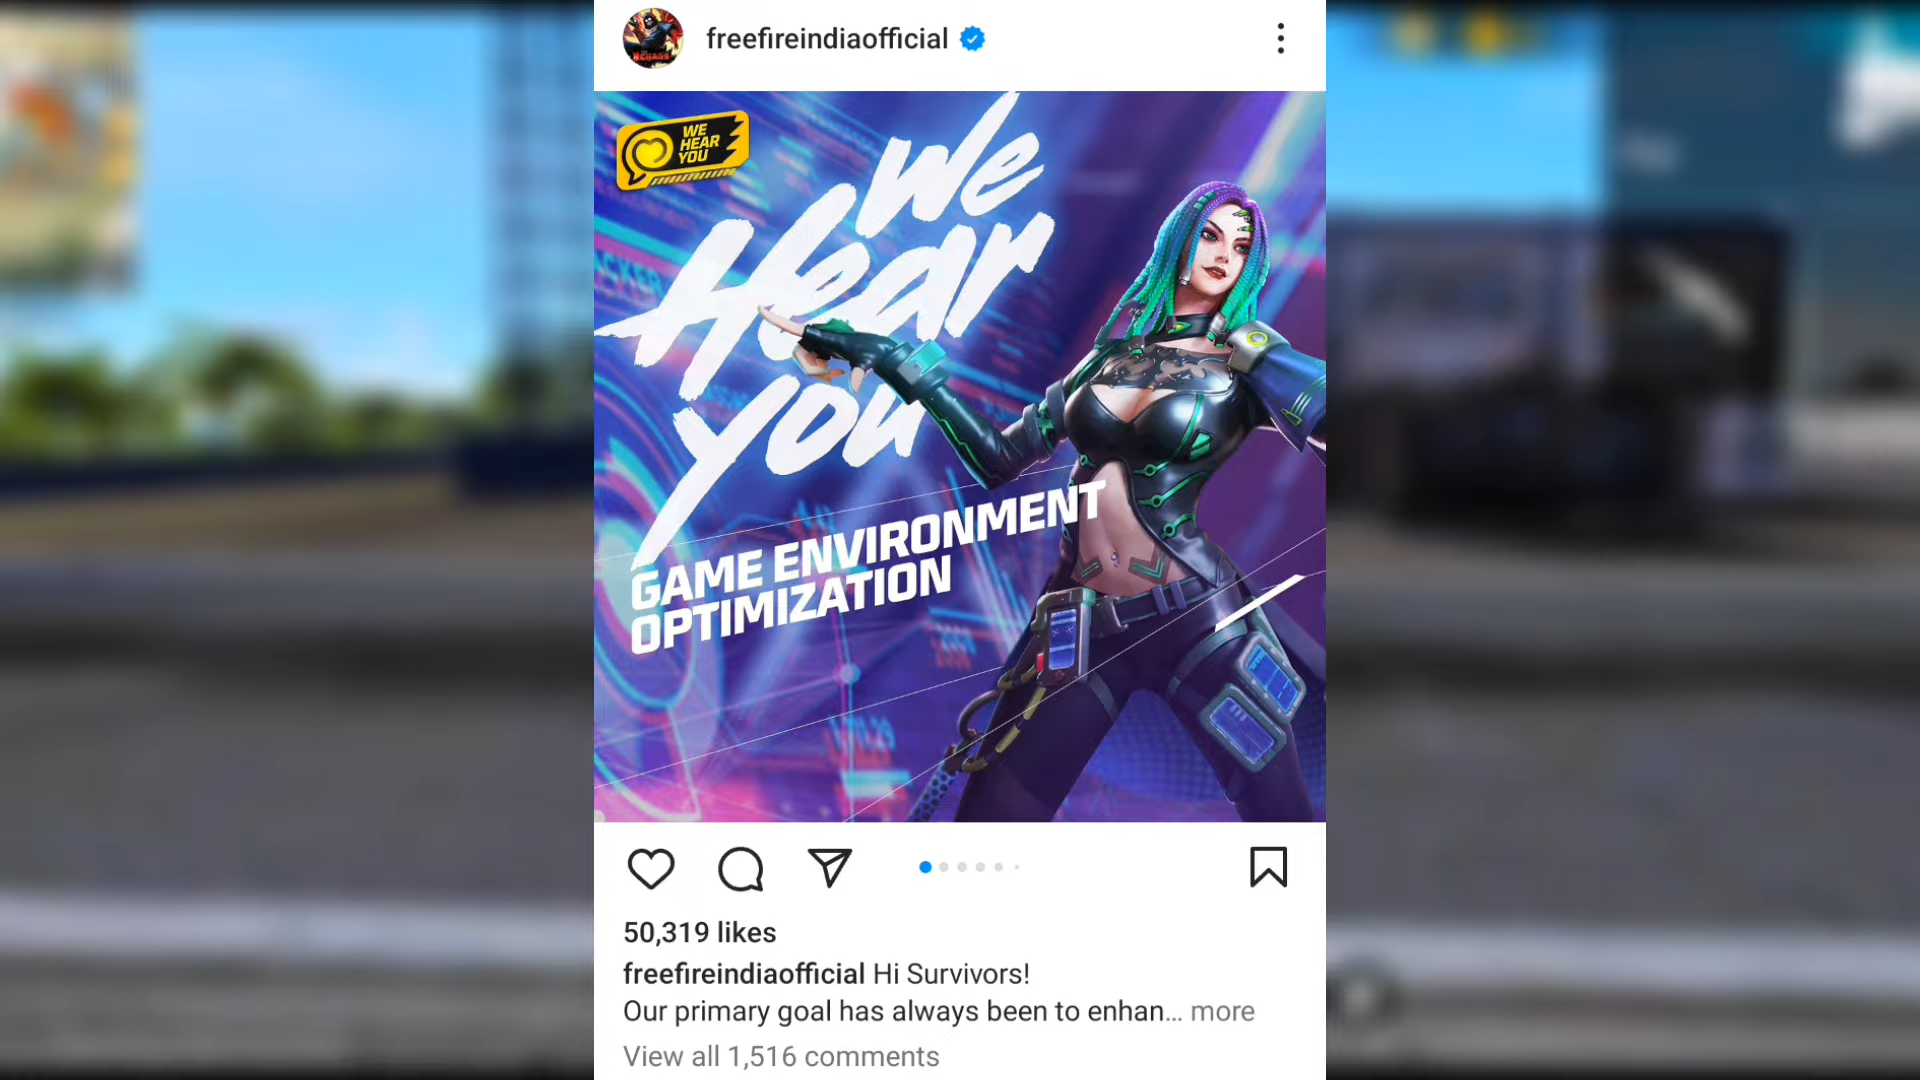 freefireindiaofficial
WE
HEAR
YOU
We
Hear
You
GAME ENVIRONMENT
OPTIMIZATION
50,319 likes
freefireindiaofficial Hi Survivors!
Our primary goal has always been to enhan... more
View all 1,516 comments